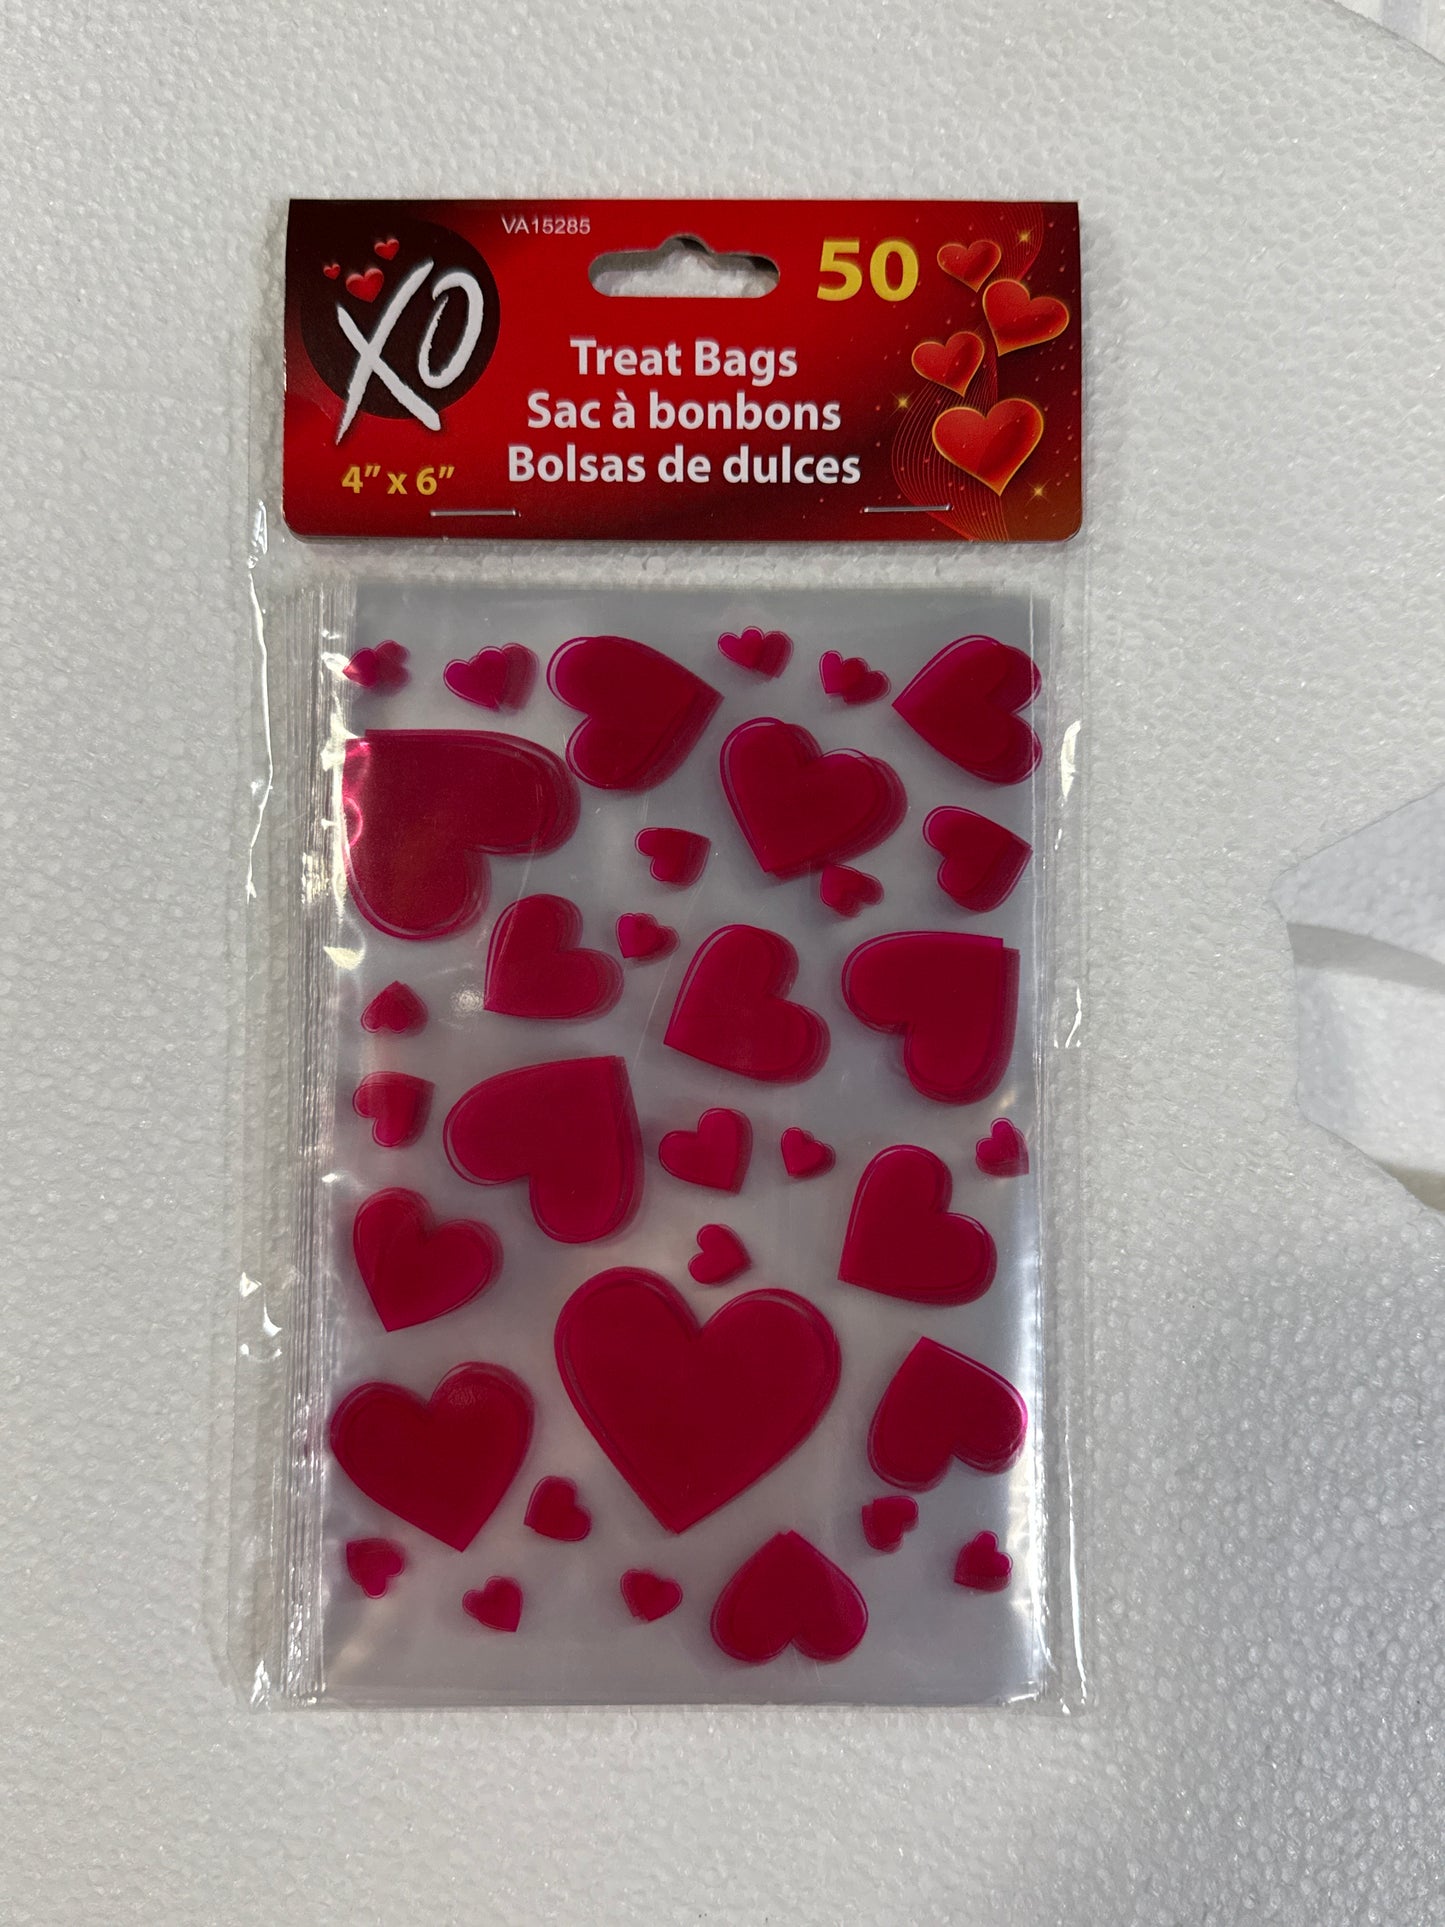 VA15285
XO
50
Treat Bags
Sac à bonbons
Bolsas de dulces
4” x 6”